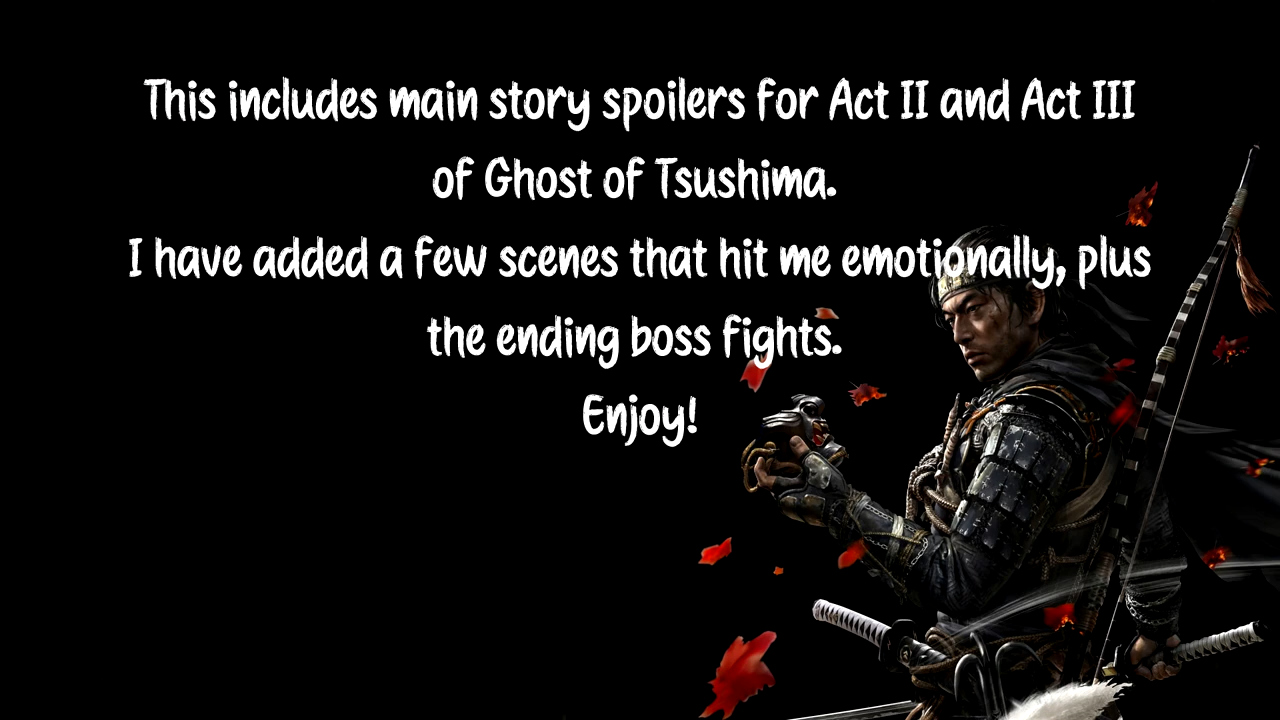 This includes main story spoilers for Act II and Act III
of Ghost of Tsushima.
I have added a few scenes that hit me emotionally, plus
the ending boss fights.
Enjoy!